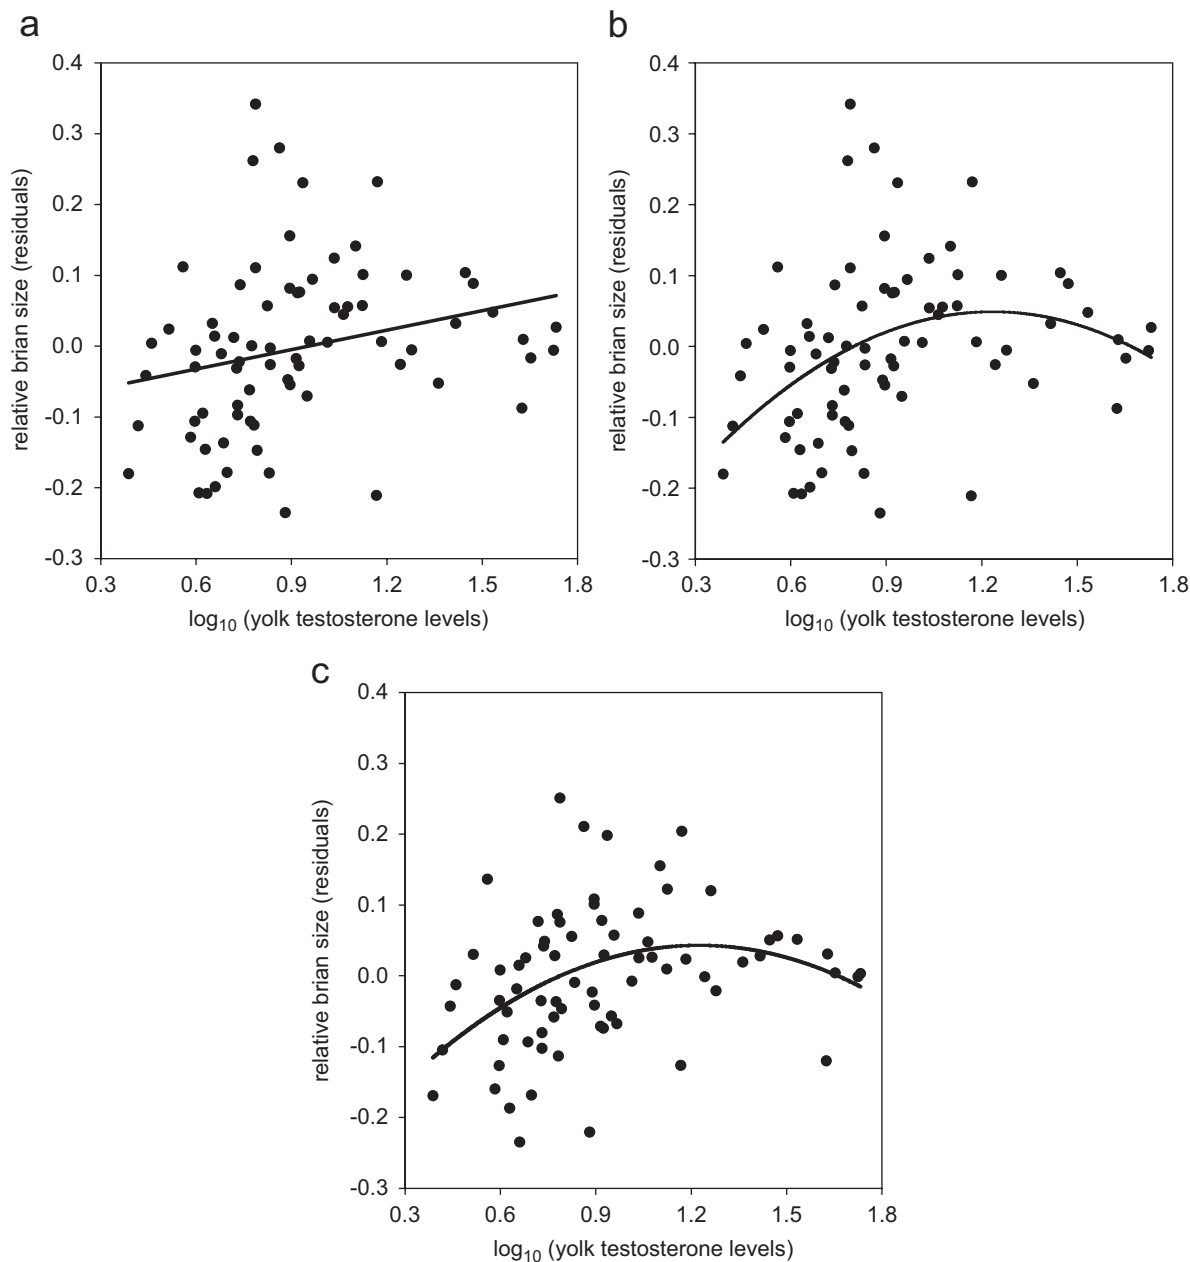 a
0.4
0.3
0.2
0.1
0.0
-0.1
-0.2
-0.3
relative brian size (residuals)
0.3 0.6 0.9 1.2 1.5 1.8
log₁₀ (yolk testosterone levels)
b
0.4
0.3
0.2
0.1
0.0
-0.1
-0.2
-0.3
relative brian size (residuals)
0.3 0.6 0.9 1.2 1.5 1.8
log₁₀ (yolk testosterone levels)
c
0.4
0.3
0.2
0.1
0.0
-0.1
-0.2
-0.3
relative brian size (residuals)
0.3 0.6 0.9 1.2 1.5 1.8
log₁₀ (yolk testosterone levels)